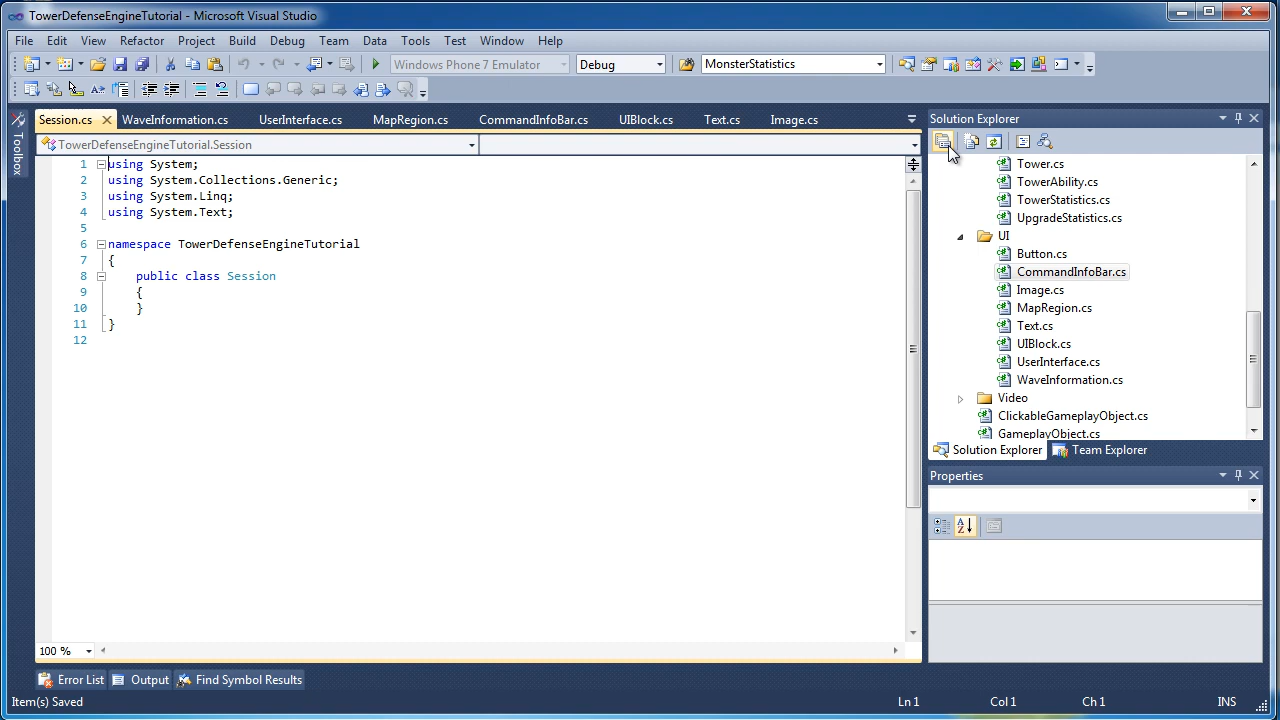 TowerDefenseEngineTutorial - Microsoft Visual Studio
File Edit View Refactor Project Build Debug Team Data Tools Test Window Help
Windows Phone 7 Emulator Debug MonsterStatistics
Session.cs WaveInformation.cs UserInterface.cs MapRegion.cs CommandInfoBar.cs UIBlock.cs Text.cs Image.cs
TowerDefenseEngineTutorial.Session
Toolbox
1 using System;
2 using System.Collections.Generic;
3 using System.Linq;
4 using System.Text;
5
6 namespace TowerDefenseEngineTutorial
7 {
8 public class Session
9 {
10 }
11 }
12
100 %
Solution Explorer
Tower.cs
TowerAbility.cs
TowerStatistics.cs
UpgradeStatistics.cs
UI
Button.cs
CommandInfoBar.cs
Image.cs
MapRegion.cs
Text.cs
UIBlock.cs
UserInterface.cs
WaveInformation.cs
Video
ClickableGameplayObject.cs
GameplayObject.cs
Solution Explorer Team Explorer
Properties
Error List Output Find Symbol Results
Item(s) Saved Ln 1 Col 1 Ch 1 INS